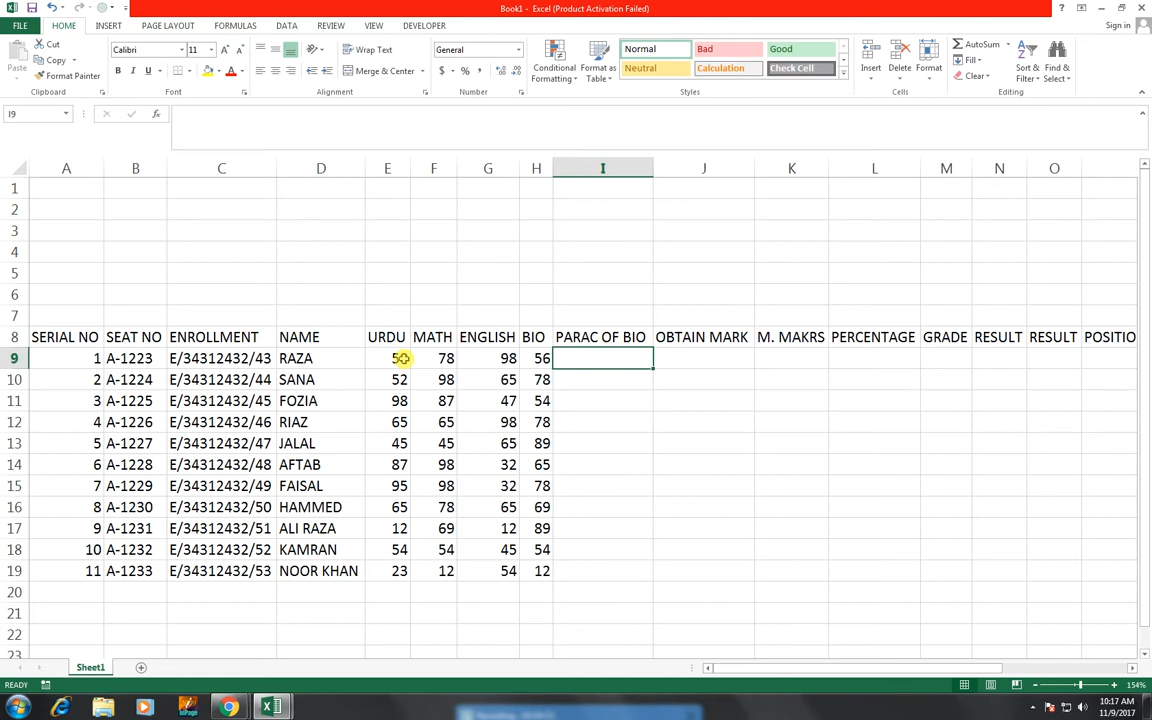 Book1 - Excel (Product Activation Failed)
FILE HOME INSERT PAGE LAYOUT FORMULAS DATA REVIEW VIEW DEVELOPER Sign in
Cut
Copy
Format Painter
Paste
Clipboard
Calibri 11
B I U
Font
Wrap Text
Merge & Center
Alignment
General
$ % ,
Number
Conditional Formatting
Format as Table
Normal Bad Good
Neutral Calculation Check Cell
Styles
Insert Delete Format
Cells
AutoSum
Fill
Clear
Sort & Filter
Find & Select
Editing
I9 fx
A B C D E F G H I J K L M N O
1
2
3
4
5
6
7
8 SERIAL NO SEAT NO ENROLLMENT NAME URDU MATH ENGLISH BIO PARAC OF BIO OBTAIN MARK M. MAKRS PERCENTAGE GRADE RESULT RESULT POSITIO
9 1 A-1223 E/34312432/43 RAZA 78 98 56
10 2 A-1224 E/34312432/44 SANA 52 98 65 78
11 3 A-1225 E/34312432/45 FOZIA 98 87 47 54
12 4 A-1226 E/34312432/46 RIAZ 65 65 98 78
13 5 A-1227 E/34312432/47 JALAL 45 45 65 89
14 6 A-1228 E/34312432/48 AFTAB 87 98 32 65
15 7 A-1229 E/34312432/49 FAISAL 95 98 32 78
16 8 A-1230 E/34312432/50 HAMMED 65 78 65 69
17 9 A-1231 E/34312432/51 ALI RAZA 12 69 12 89
18 10 A-1232 E/34312432/52 KAMRAN 54 54 45 54
19 11 A-1233 E/34312432/53 NOOR KHAN 23 12 54 12
20
21
22
23
Sheet1
READY 154%
10:17 AM
11/9/2017